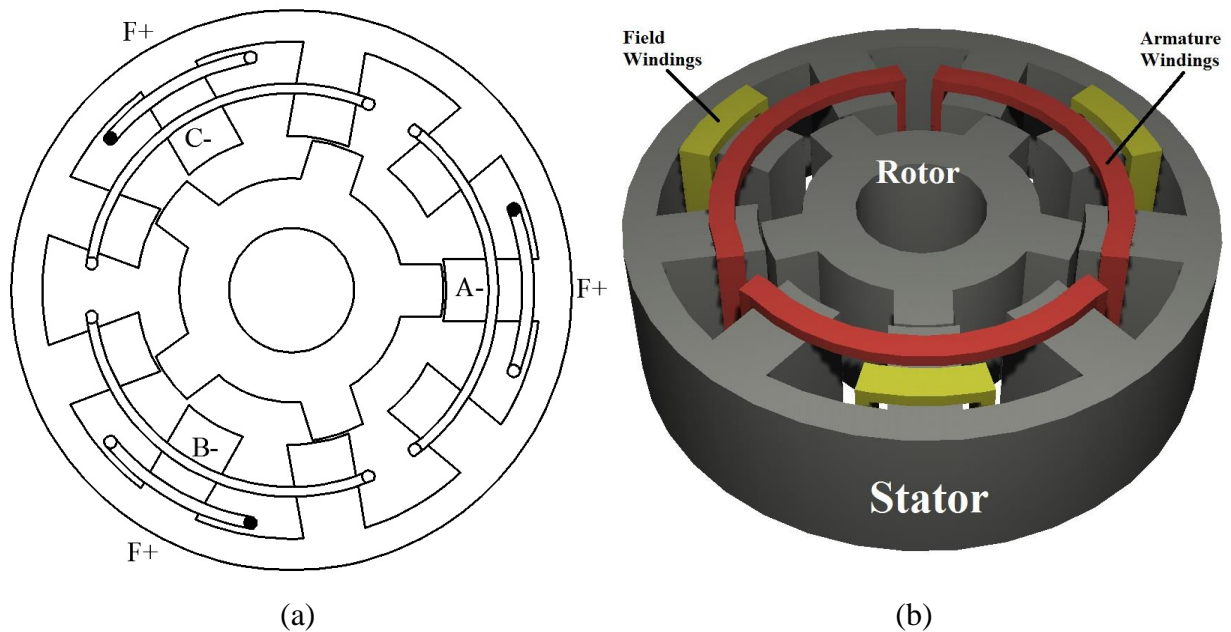 F+
C-
A-
F+
B-
F+
(a)
Field
Windings
Armature
Windings
Rotor
Stator
(b)